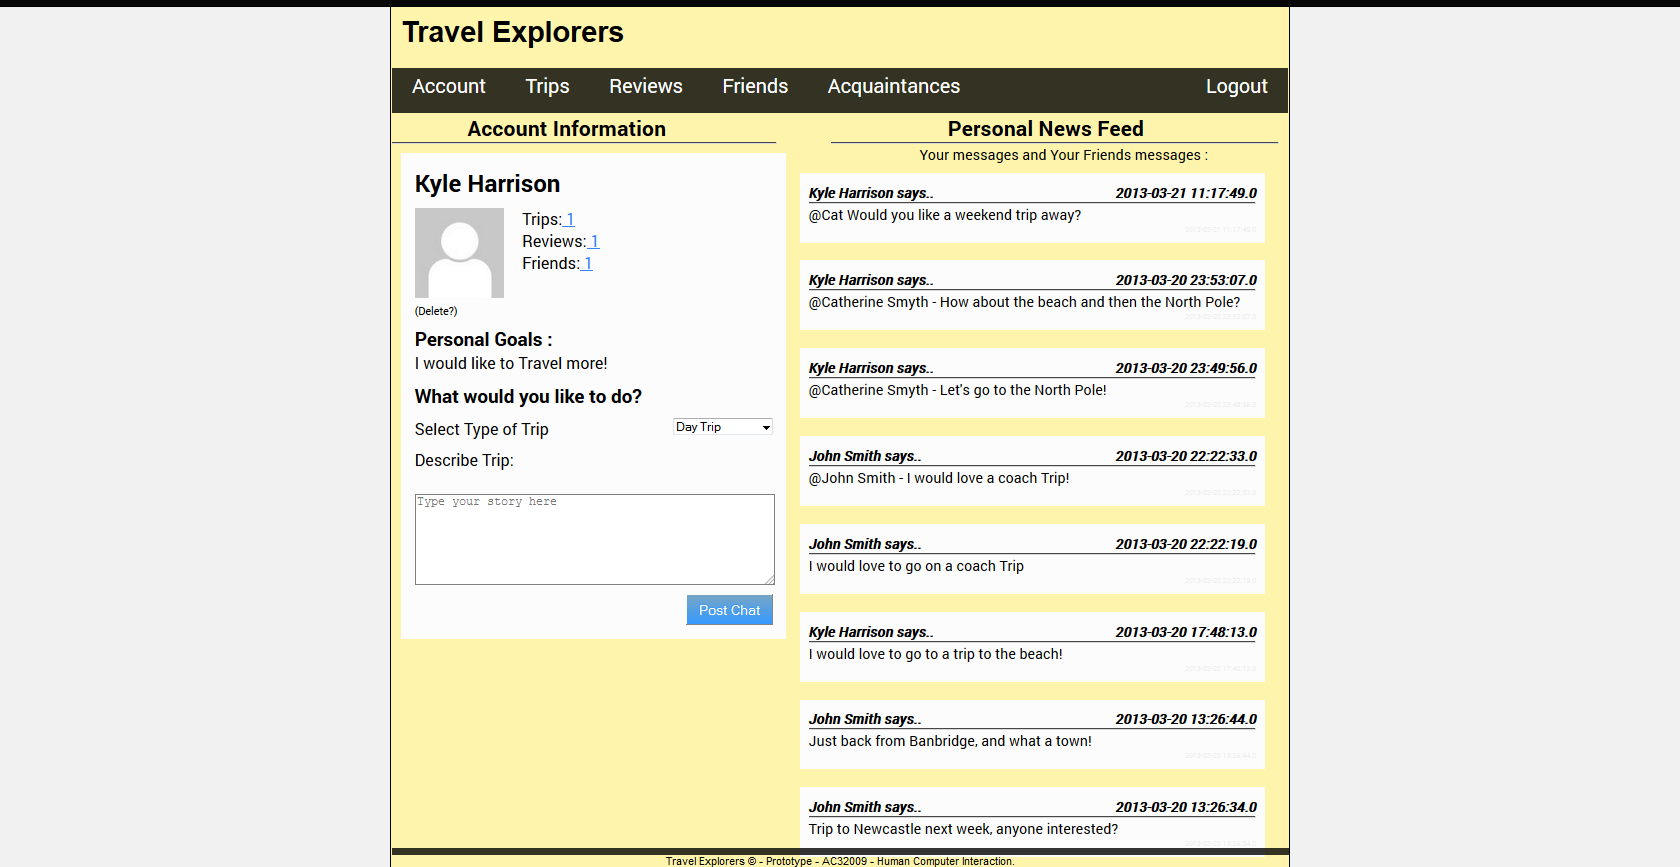 Travel Explorers
Account Trips Reviews Friends Acquaintances Logout
Account Information
Kyle Harrison
Trips: 1
Reviews: 1
Friends: 1
(Delete?)
Personal Goals :
I would like to Travel more!
What would you like to do?
Select Type of Trip Day Trip
Describe Trip:
Type your story here
Post Chat
Personal News Feed
Your messages and Your Friends messages :
Kyle Harrison says.. 2013-03-21 11:17:49.0
@Cat Would you like a weekend trip away?
Kyle Harrison says.. 2013-03-20 23:53:07.0
@Catherine Smyth - How about the beach and then the North Pole?
Kyle Harrison says.. 2013-03-20 23:49:56.0
@Catherine Smyth - Let's go to the North Pole!
John Smith says.. 2013-03-20 22:22:33.0
@John Smith - I would love a coach Trip!
John Smith says.. 2013-03-20 22:22:19.0
I would love to go on a coach Trip
Kyle Harrison says.. 2013-03-20 17:48:13.0
I would love to go to a trip to the beach!
John Smith says.. 2013-03-20 13:26:44.0
Just back from Banbridge, and what a town!
John Smith says.. 2013-03-20 13:26:34.0
Trip to Newcastle next week, anyone interested?
Travel Explorers © - Prototype - AC32009 - Human Computer Interaction.